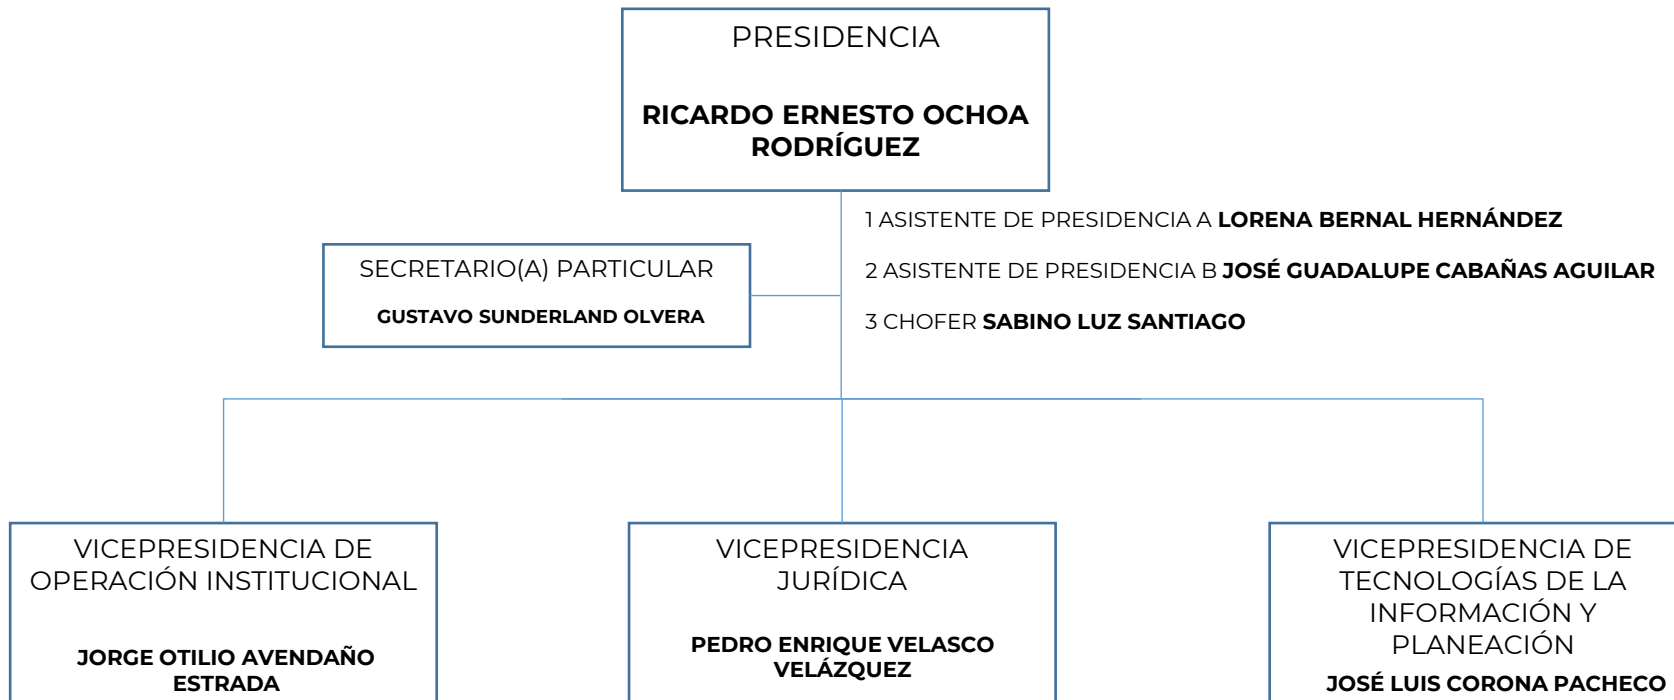 PRESIDENCIA
RICARDO ERNESTO OCHOA
RODRÍGUEZ
1 ASISTENTE DE PRESIDENCIA A LORENA BERNAL HERNÁNDEZ
SECRETARIO(A) PARTICULAR
GUSTAVO SUNDERLAND OLVERA
2 ASISTENTE DE PRESIDENCIA B JOSÉ GUADALUPE CABAÑAS AGUILAR
3 CHOFER SABINO LUZ SANTIAGO
VICEPRESIDENCIA DE
OPERACIÓN INSTITUCIONAL
JORGE OTILIO AVENDAÑO
ESTRADA
VICEPRESIDENCIA
JURÍDICA
PEDRO ENRIQUE VELASCO
VELÁZQUEZ
VICEPRESIDENCIA DE
TECNOLOGÍAS DE LA
INFORMACIÓN Y
PLANEACIÓN
JOSÉ LUIS CORONA PACHECO